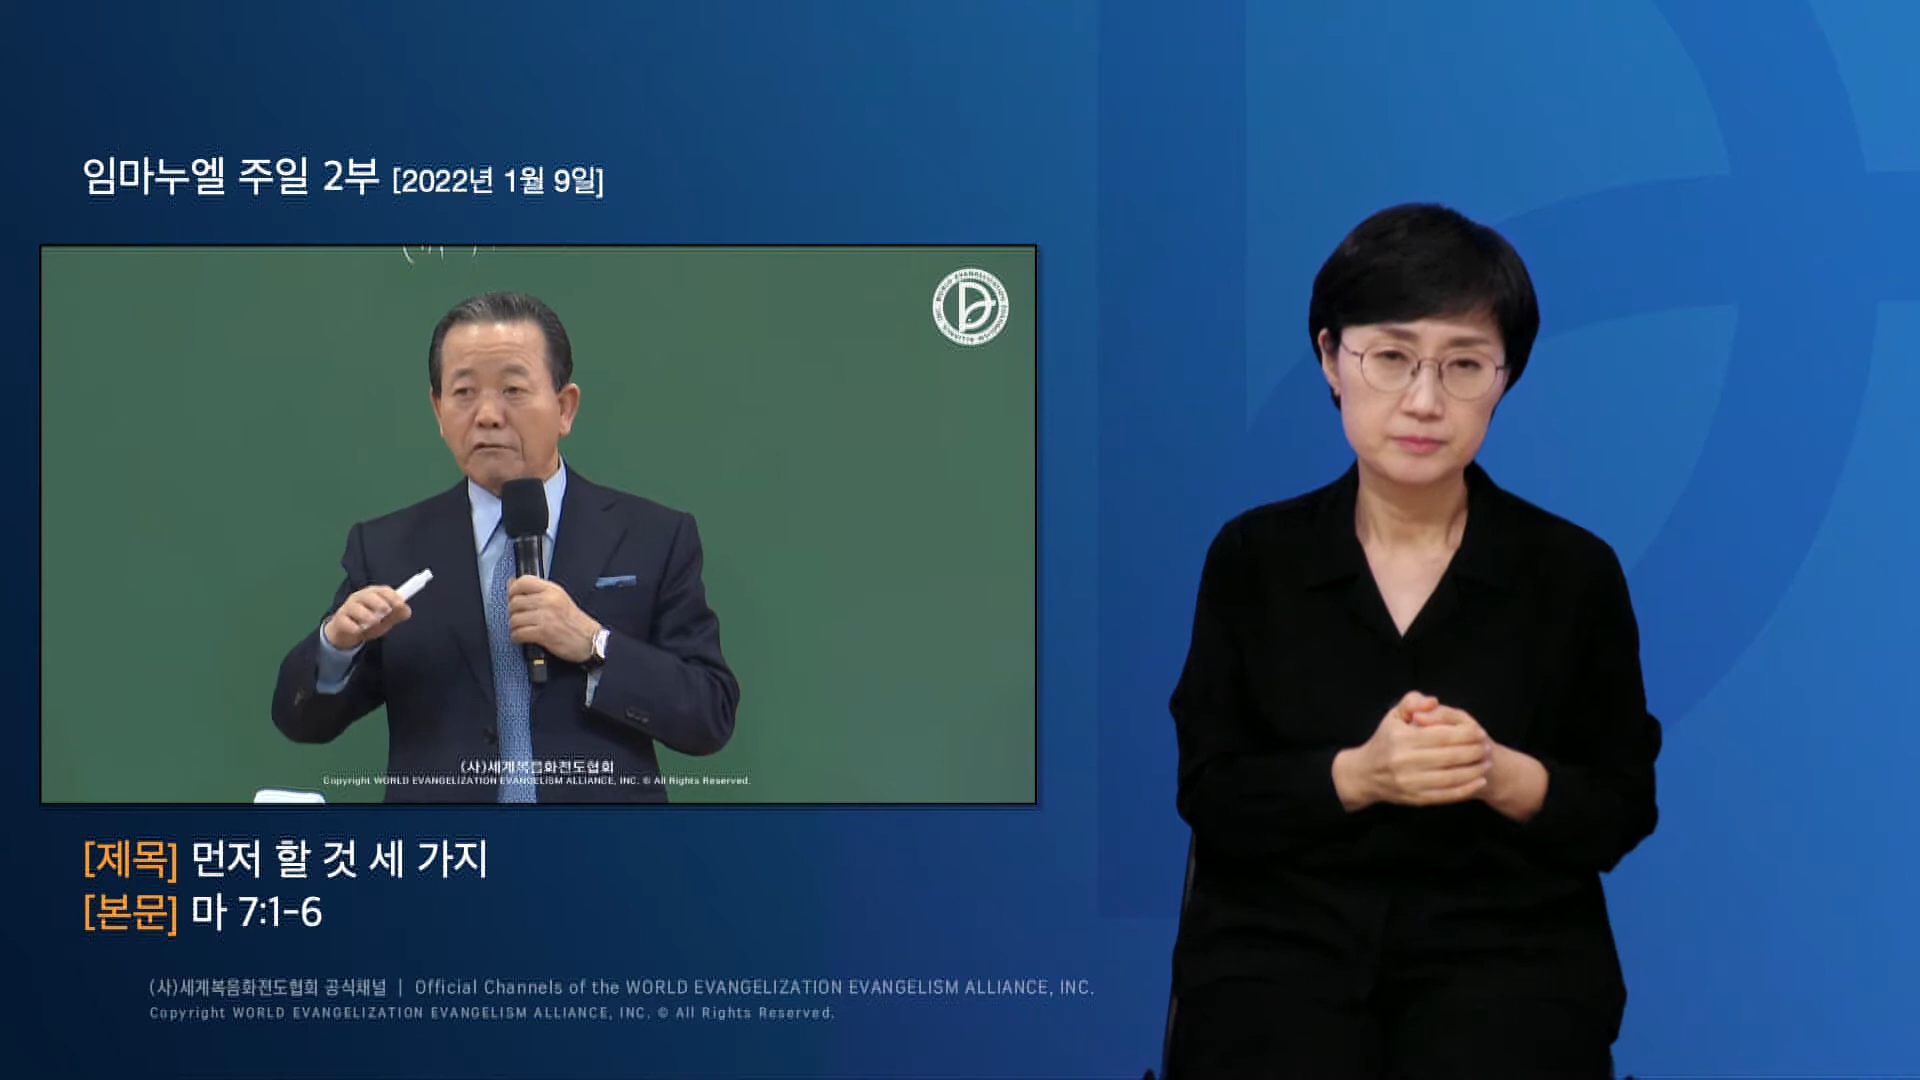 임마누엘 주일 2부 [2022년 1월 9일]
(사)세계복음화전도협회
Copyright WORLD EVANGELIZATION EVANGELISM ALLIANCE, INC. © All Rights Reserved.
[제목] 먼저 할 것 세 가지
[본문] 마 7:1-6
(사)세계복음화전도협회 공식채널 | Official Channels of the WORLD EVANGELIZATION EVANGELISM ALLIANCE, INC.
Copyright WORLD EVANGELIZATION EVANGELISM ALLIANCE, INC. © All Rights Reserved.